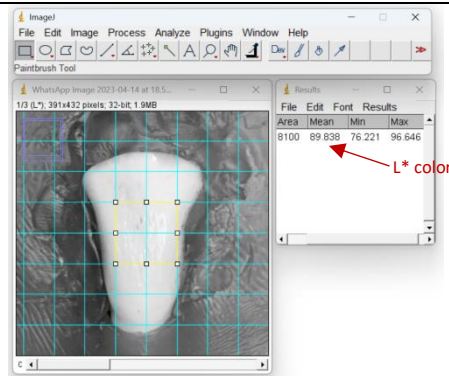 ImageJ
File Edit Image Process Analyze Plugins Window Help
A Dev
Paintbrush Tool
WhatsApp Image 2023-04-14 at 18.5...
1/3 (L*); 391x432 pixels; 32-bit; 1.9MB
C
Results
File Edit Font Results
Area Mean Min Max
8100 89.838 76.221 96.646
L* color